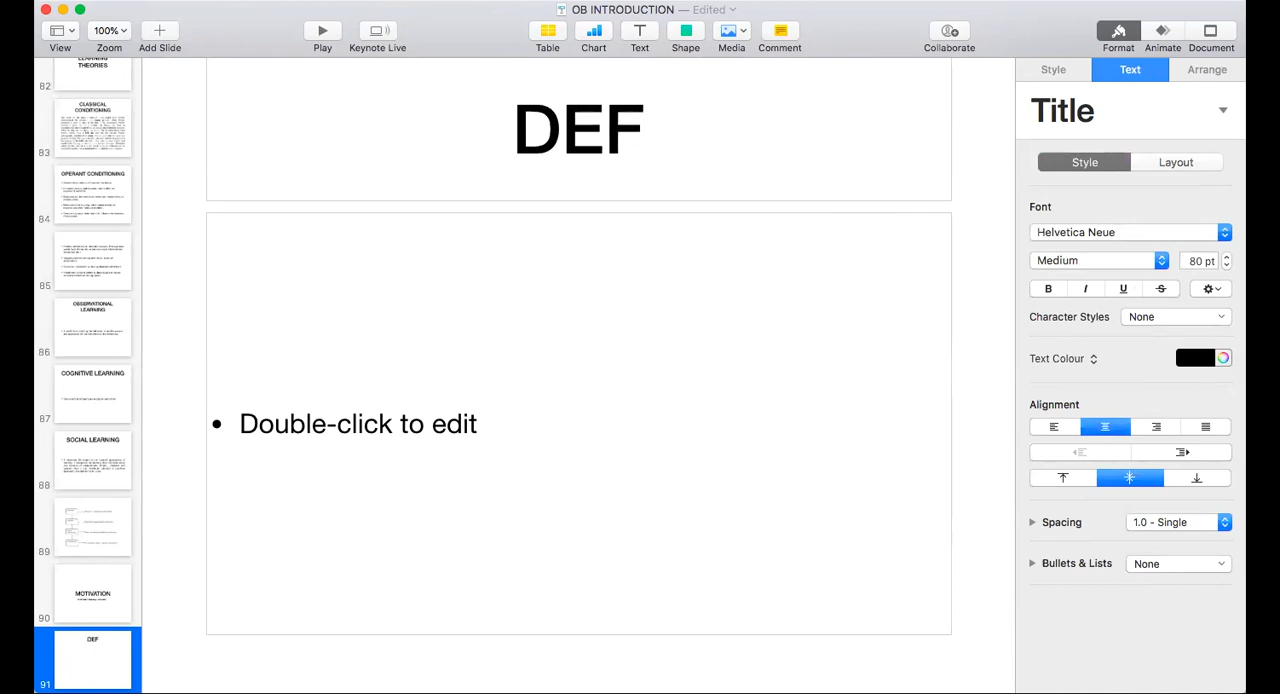 OB INTRODUCTION — Edited
100%
View
Zoom
Add Slide
Play
Keynote Live
Table
Chart
Text
Shape
Media
Comment
Collaborate
Format
Animate
Document
LEARNING
THEORIES
82
CLASSICAL
CONDITIONING
83
OPERANT CONDITIONING
84
85
OBSERVATIONAL
LEARNING
86
COGNITIVE LEARNING
87
SOCIAL LEARNING
88
89
MOTIVATION
90
DEF
91
DEF
• Double-click to edit
Style
Text
Arrange
Title
Style
Layout
Font
Helvetica Neue
Medium
80 pt
B I U S
Character Styles
None
Text Colour
Alignment
Spacing
1.0 - Single
Bullets & Lists
None